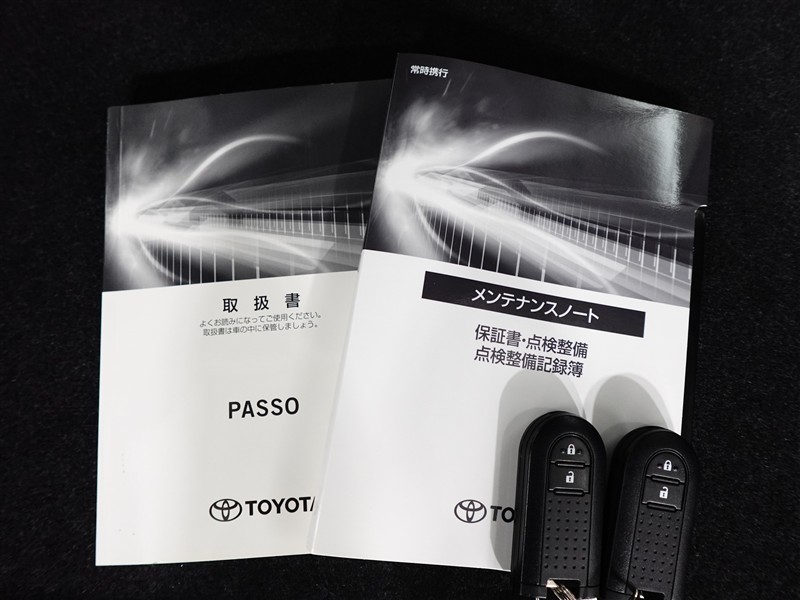 取扱書
よくお読みになってご使用ください。
取扱書は車の中に保管しましょう。
PASSO
TOYOTA
常時携行
メンテナンスノート
保証書・点検整備
点検整備記録簿
TO